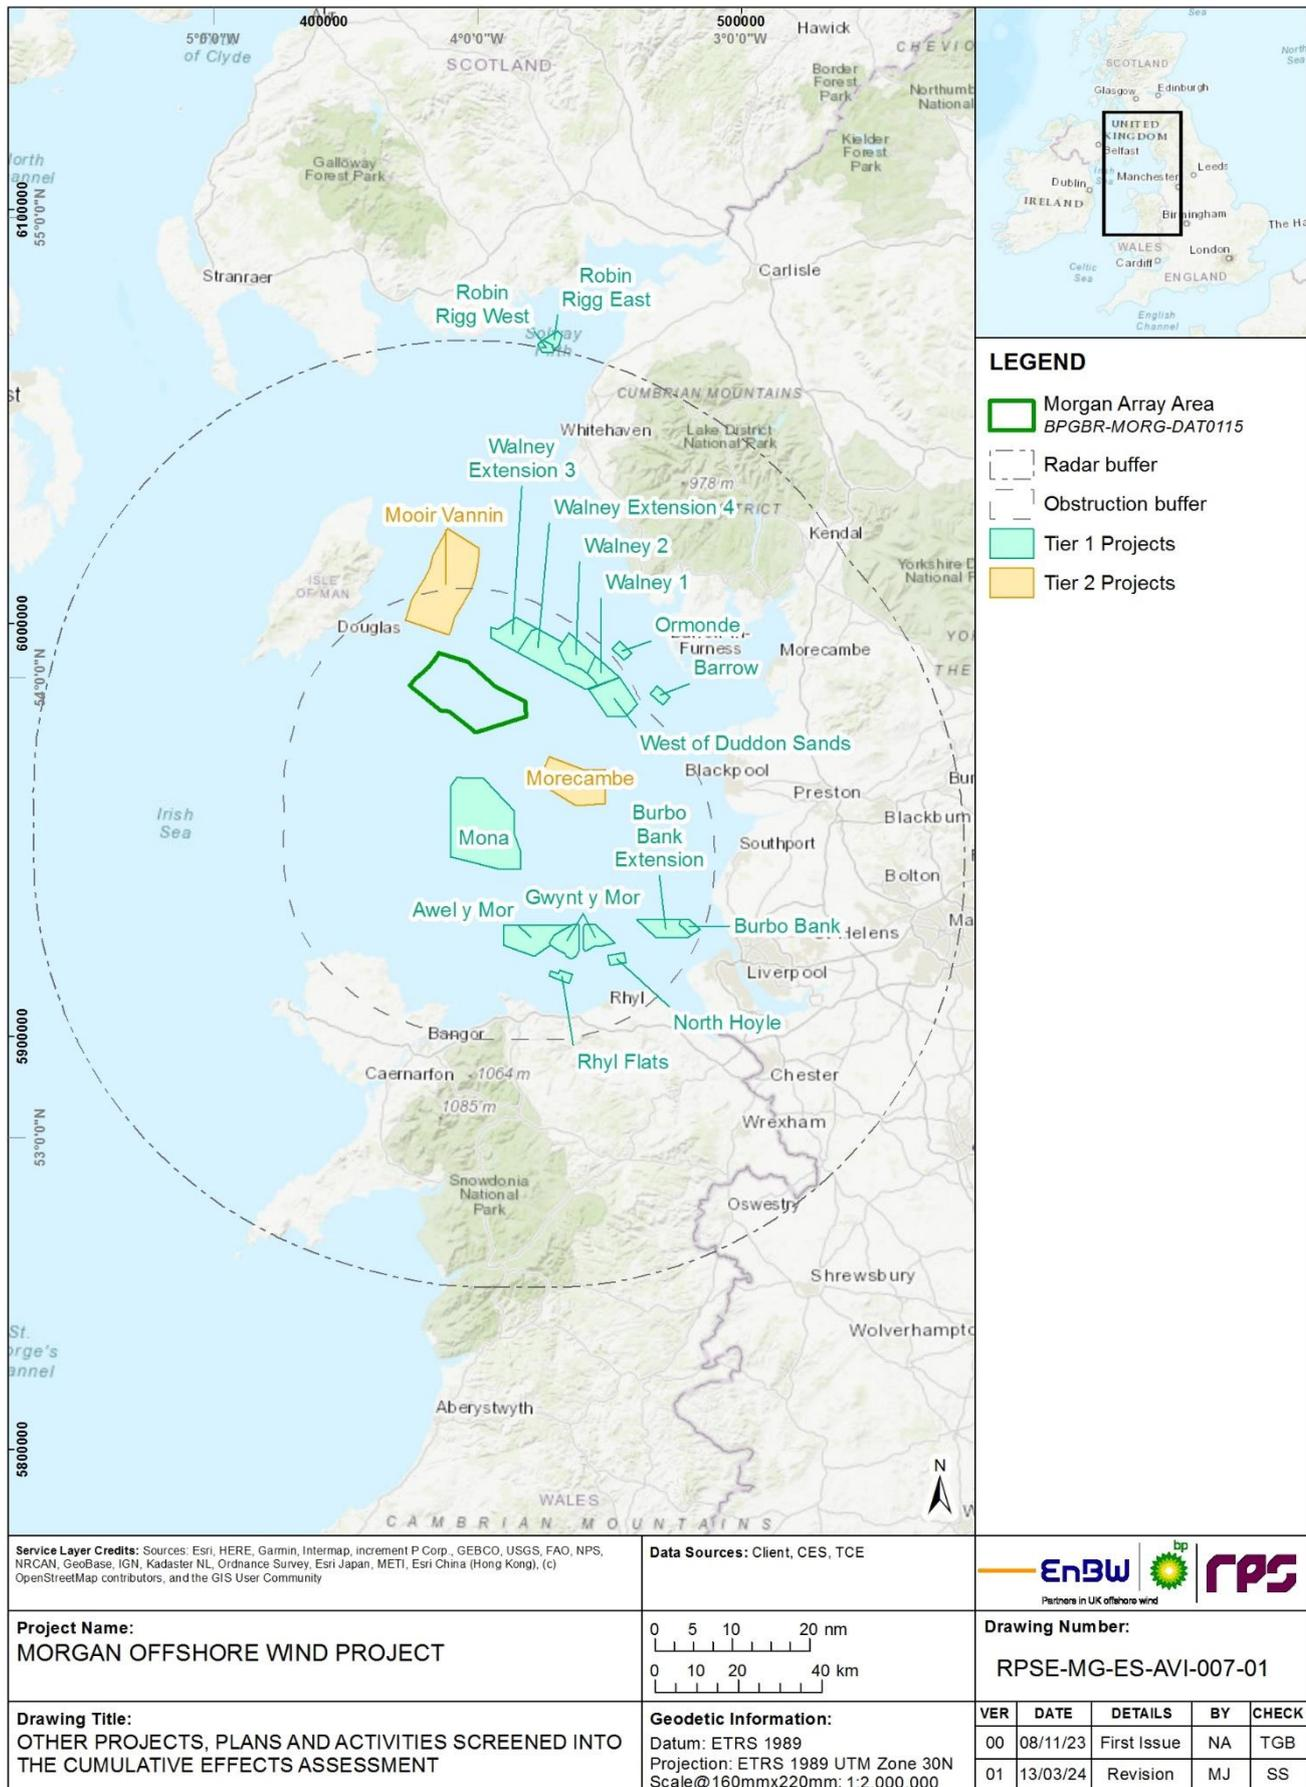 400000
500000
5°0'0"W
4°0'0"W
3°0'0"W
of Clyde
SCOTLAND
Hawick
CHEVIO
Border
Forest
Park
Northumb
National
Kielder
Forest
Park
Galloway
Forest Park
6100000
55°0'0"N
Stranraer
Carlisle
Robin
Rigg East
Robin
Rigg West
Solway
Firth
CUMBRIAN MOUNTAINS
Whitehaven
Lake District
National Park
978 m
Walney
Extension 3
Walney Extension 4
Mooir Vannin
Walney 2
Kendal
Yorkshire D
National P
Walney 1
ISLE
OF MAN
Douglas
6000000
54°0'0"N
Ormonde
Furness
Morecambe
Barrow
West of Duddon Sands
Blackpool
Morecambe
Preston
Irish
Sea
Burbo
Bank
Extension
Blackburn
Mona
Southport
Bolton
Gwynt y Mor
Awel y Mor
Burbo Bank
Helens
Liverpool
Rhyl
North Hoyle
5900000
Bangor
Rhyl Flats
Caernarfon
1064 m
Chester
1085 m
Wrexham
53°0'0"N
Snowdonia
National
Park
Oswestry
Shrewsbury
St.
orge's
annel
Wolverhampto
Aberystwyth
5800000
N
WALES
CAMBRIAN MOUNTAINS
Sea
North
Sea
SCOTLAND
Glasgow
Edinburgh
UNITED
KINGDOM
Belfast
Irish
Sea
Leeds
Dublin
Manchester
IRELAND
Birmingham
The Ha
WALES
London
Cardiff
Celtic
Sea
ENGLAND
English
Channel
LEGEND
Morgan Array Area
BPGBR-MORG-DAT0115
Radar buffer
Obstruction buffer
Tier 1 Projects
Tier 2 Projects
Service Layer Credits: Sources: Esri, HERE, Garmin, Intermap, increment P Corp., GEBCO, USGS, FAO, NPS,
NRCAN, GeoBase, IGN, Kadaster NL, Ordnance Survey, Esri Japan, METI, Esri China (Hong Kong), (c)
OpenStreetMap contributors, and the GIS User Community
Data Sources: Client, CES, TCE
EnBW
bp
rps
Partners in UK offshore wind
Project Name:
MORGAN OFFSHORE WIND PROJECT
0 5 10 20 nm
0 10 20 40 km
Drawing Number:
RPSE-MG-ES-AVI-007-01
Drawing Title:
OTHER PROJECTS, PLANS AND ACTIVITIES SCREENED INTO
THE CUMULATIVE EFFECTS ASSESSMENT
Geodetic Information:
Datum: ETRS 1989
Projection: ETRS 1989 UTM Zone 30N
Scale@160mmx220mm: 1:2,000,000
VER DATE DETAILS BY CHECK
00 08/11/23 First Issue NA TGB
01 13/03/24 Revision MJ SS